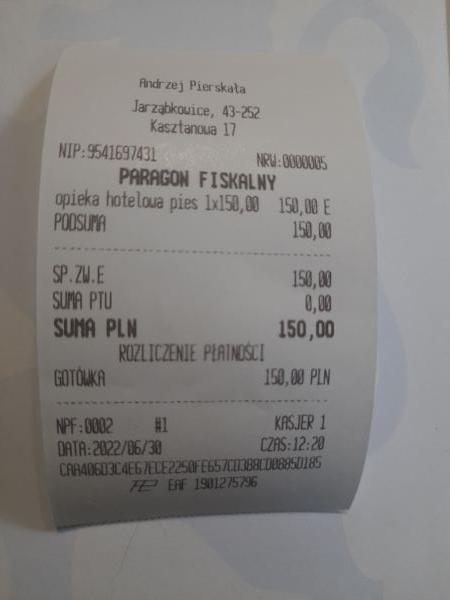 Andrzej Pierskała
Jarząbkowice, 43-252
Kasztanowa 17
NIP:9541697431 NRW:0000005
PARAGON FISKALNY
opieka hotelowa pies 1x150,00 150,00 E
PODSUMA 150,00
SP.ZW.E 150,00
SUMA PTU 0,00
SUMA PLN 150,00
ROZLICZENIE PŁATNOŚCI
GOTÓWKA 150,00 PLN
NPF:0002 #1 KASJER 1
DATA:2022/06/30 CZAS:12:20
CAA406D3C4E67ECE2250FE657CD3B8CD0885D185
EAF 1901275796